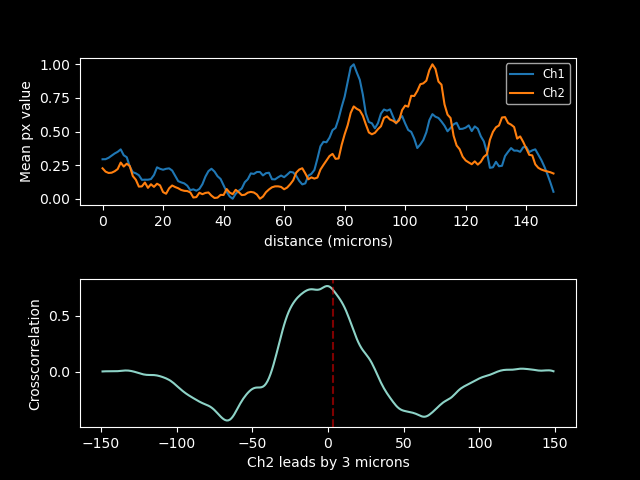 1.00
0.75
0.50
0.25
0.00
Mean px value
Ch1
Ch2
0 20 40 60 80 100 120 140
distance (microns)
0.5
0.0
Crosscorrelation
−150 −100 −50 0 50 100 150
Ch2 leads by 3 microns